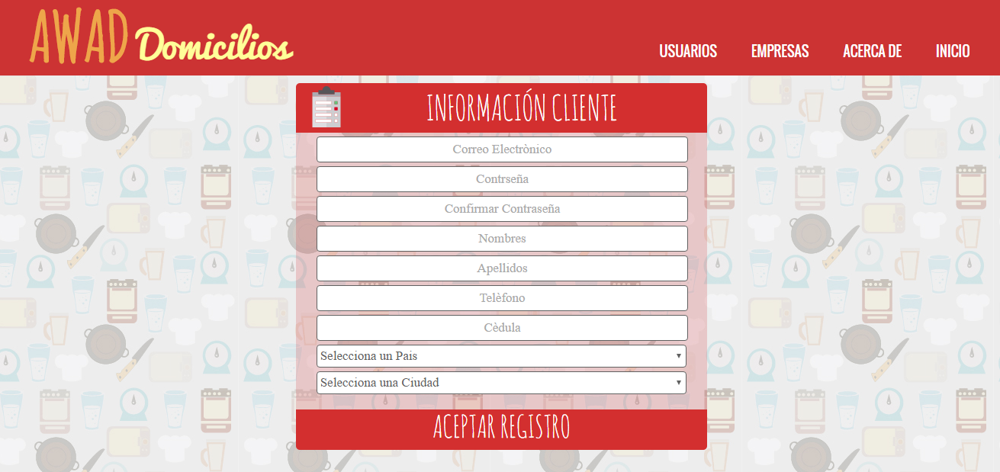 AWAD Domicilios
USUARIOS EMPRESAS ACERCA DE INICIO
INFORMACIÓN CLIENTE
Correo Electrònico
Contrseña
Confirmar Contraseña
Nombres
Apellidos
Telèfono
Cèdula
Selecciona un Pais
Selecciona una Ciudad
ACEPTAR REGISTRO